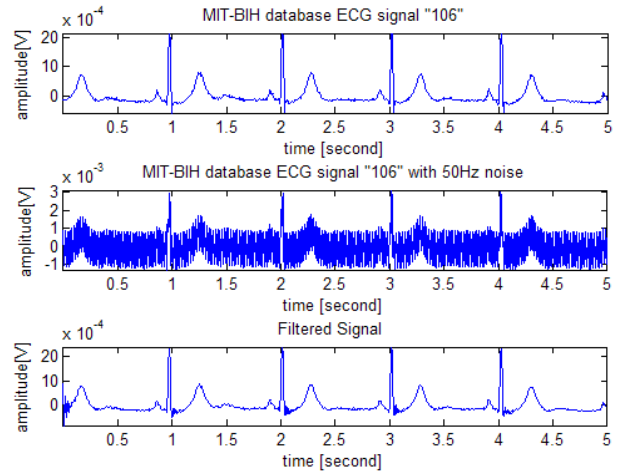 MIT-BIH database ECG signal "106"
x 10^-4
20
10
0
amplitude[V]
0.5 1 1.5 2 2.5 3 3.5 4 4.5 5
time [second]
MIT-BIH database ECG signal "106" with 50Hz noise
x 10^-3
3
2
1
0
-1
amplitude[V]
0.5 1 1.5 2 2.5 3 3.5 4 4.5 5
time [second]
Filtered Signal
x 10^-4
20
10
0
amplitude[V]
0.5 1 1.5 2 2.5 3 3.5 4 4.5 5
time [second]